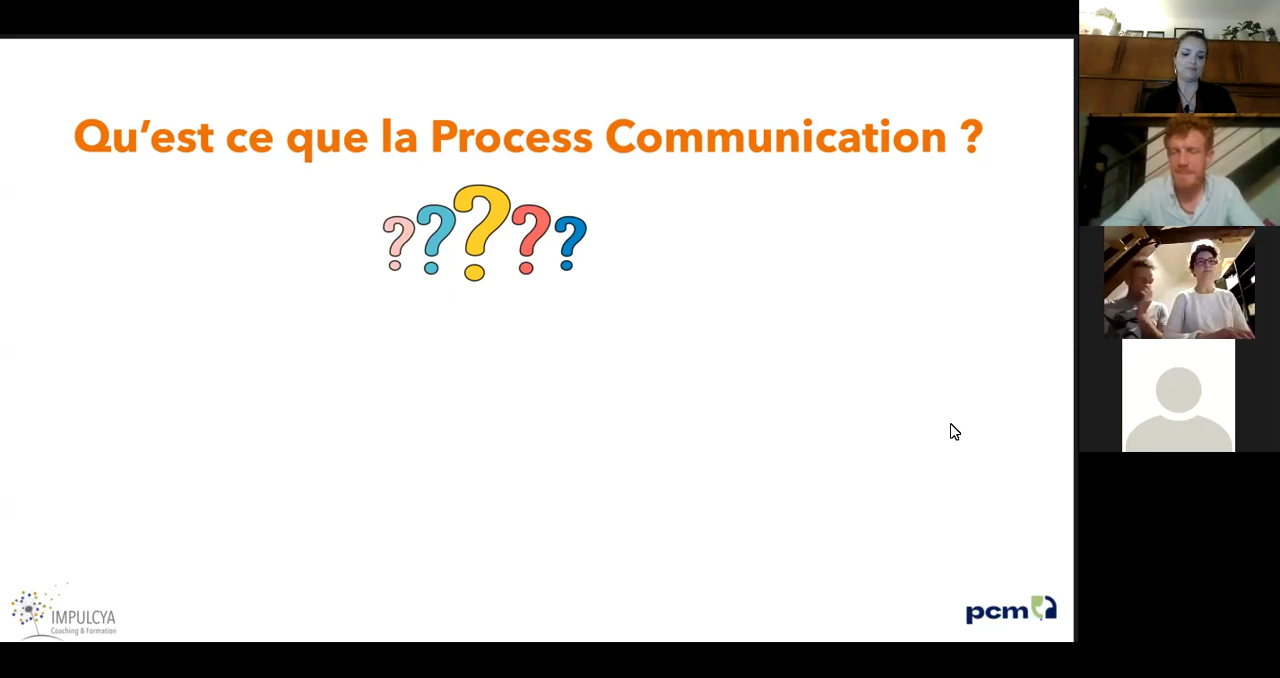 Qu’est ce que la Process Communication ?
?????
IMPULCYA
Coaching & Formation
pcm